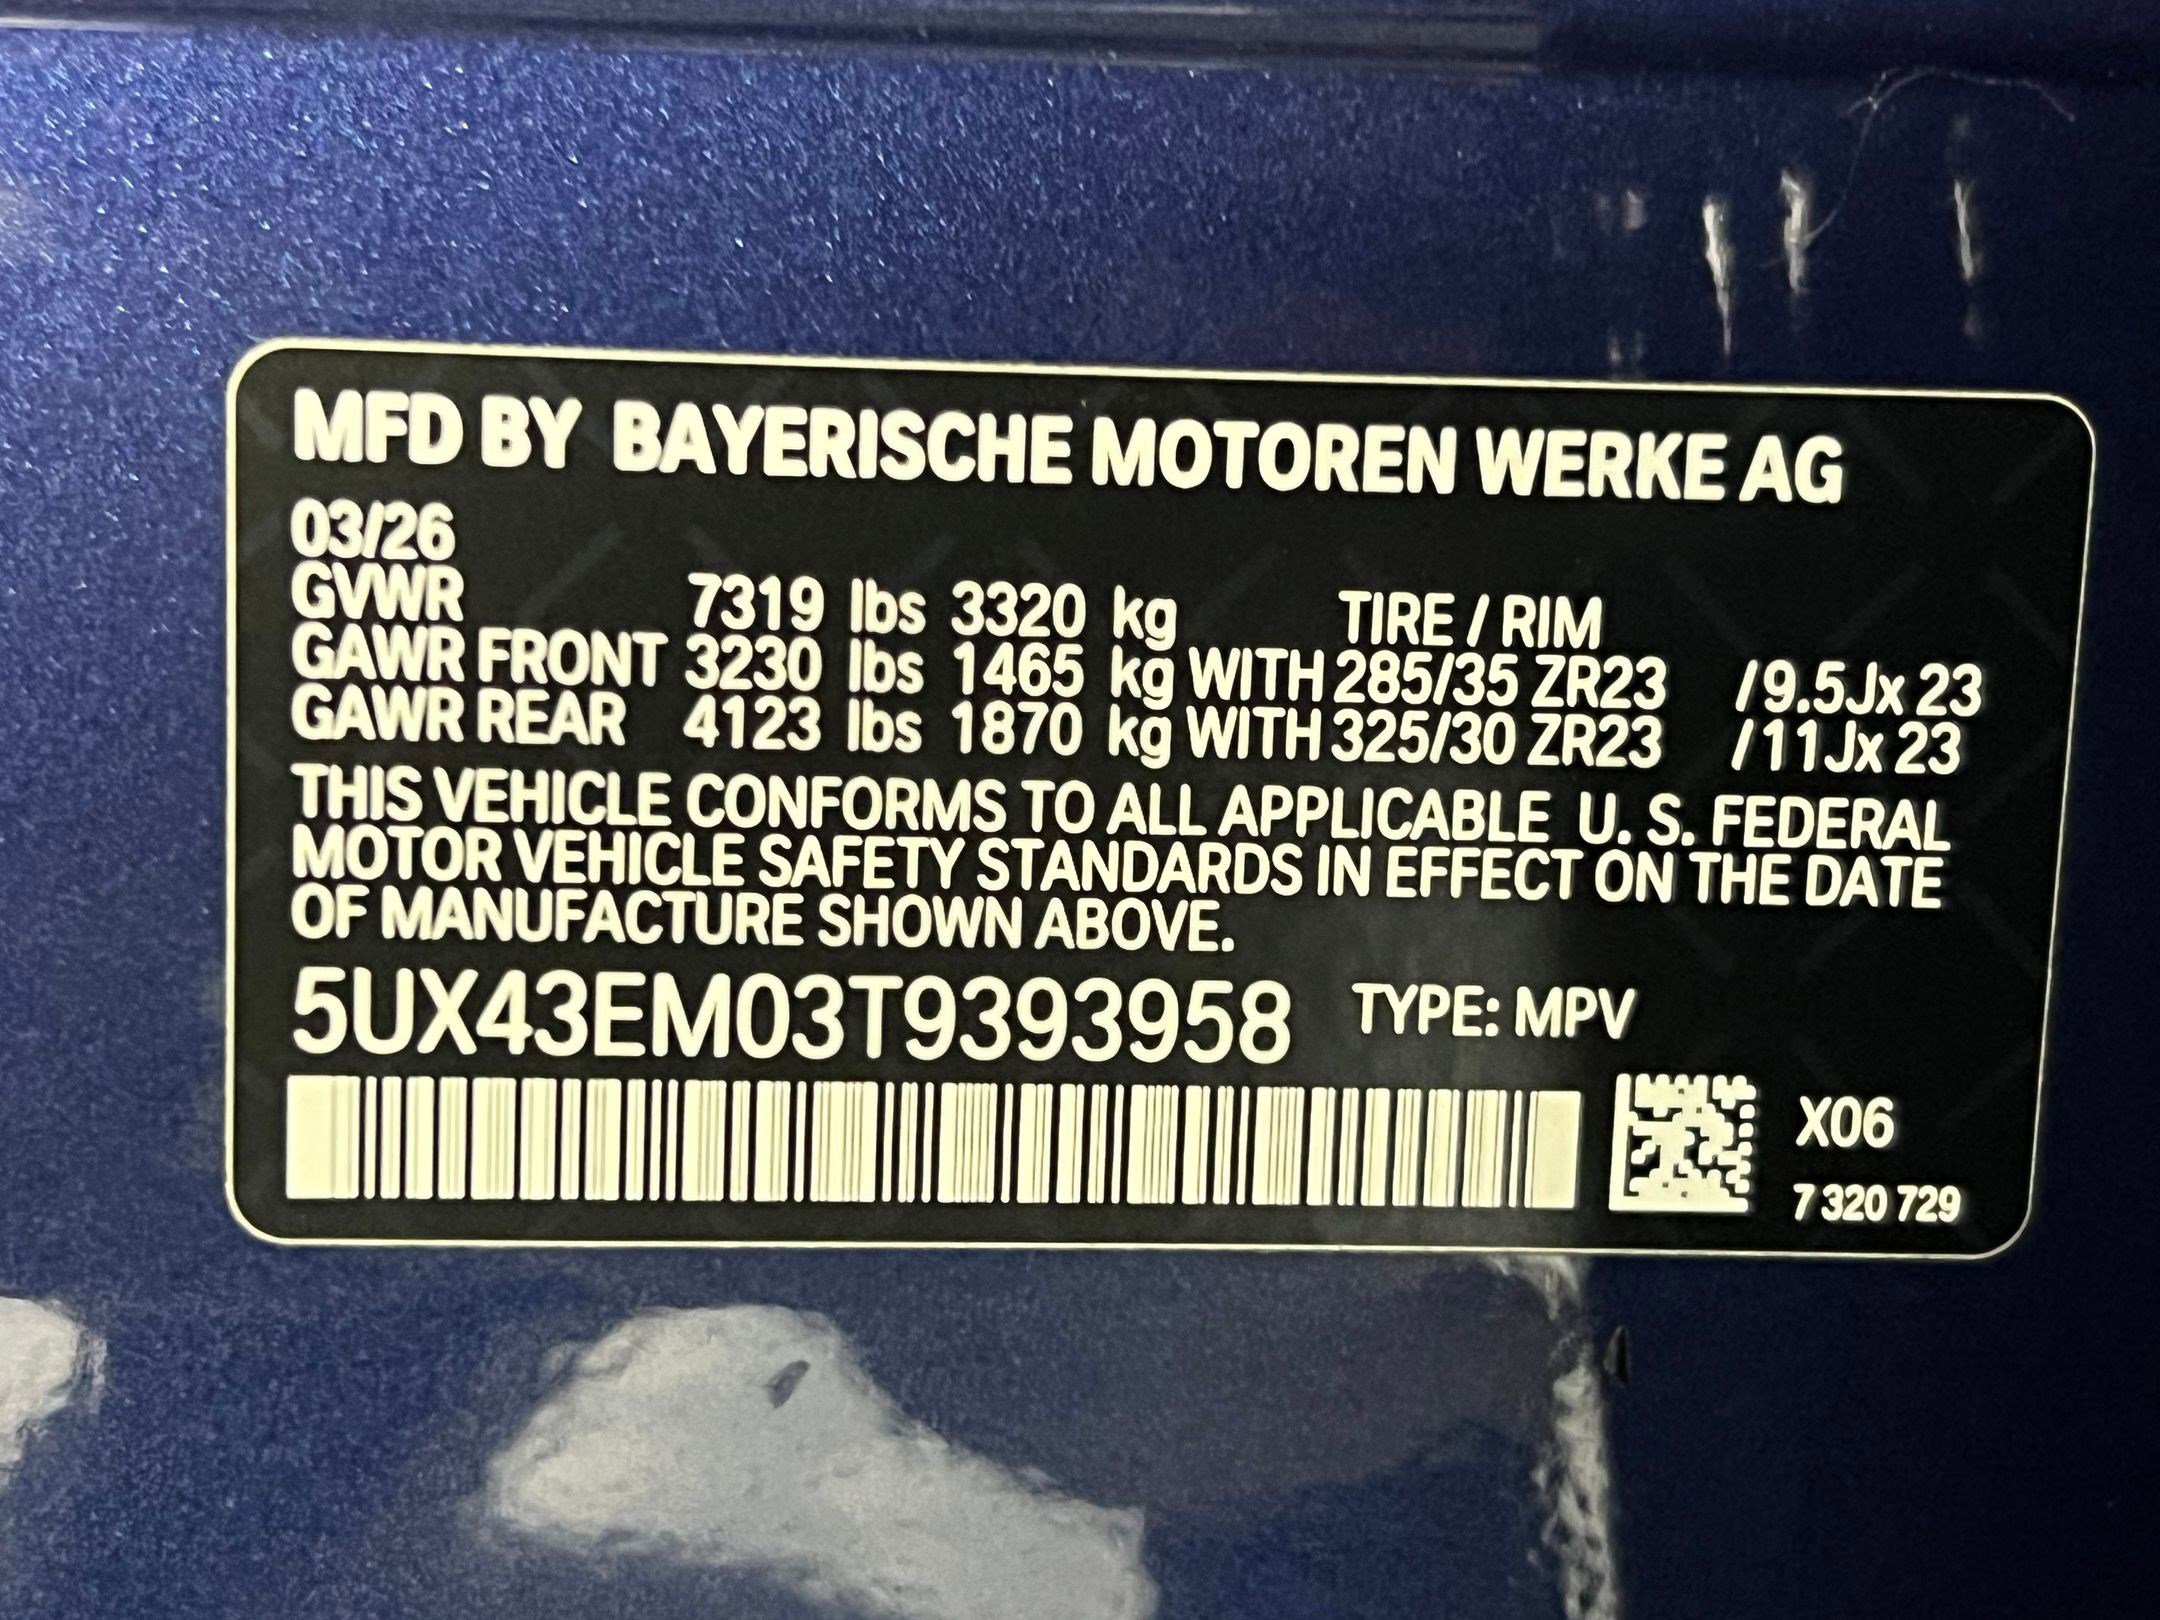 MFD BY BAYERISCHE MOTOREN WERKE AG
03/26
GVWR 7319 lbs 3320 kg TIRE / RIM
GAWR FRONT 3230 lbs 1465 kg WITH 285/35 ZR23 /9.5Jx 23
GAWR REAR 4123 lbs 1870 kg WITH 325/30 ZR23 /11Jx 23
THIS VEHICLE CONFORMS TO ALL APPLICABLE U. S. FEDERAL
MOTOR VEHICLE SAFETY STANDARDS IN EFFECT ON THE DATE
OF MANUFACTURE SHOWN ABOVE.
5UX43EM03T9393958 TYPE: MPV
X06
7 320 729